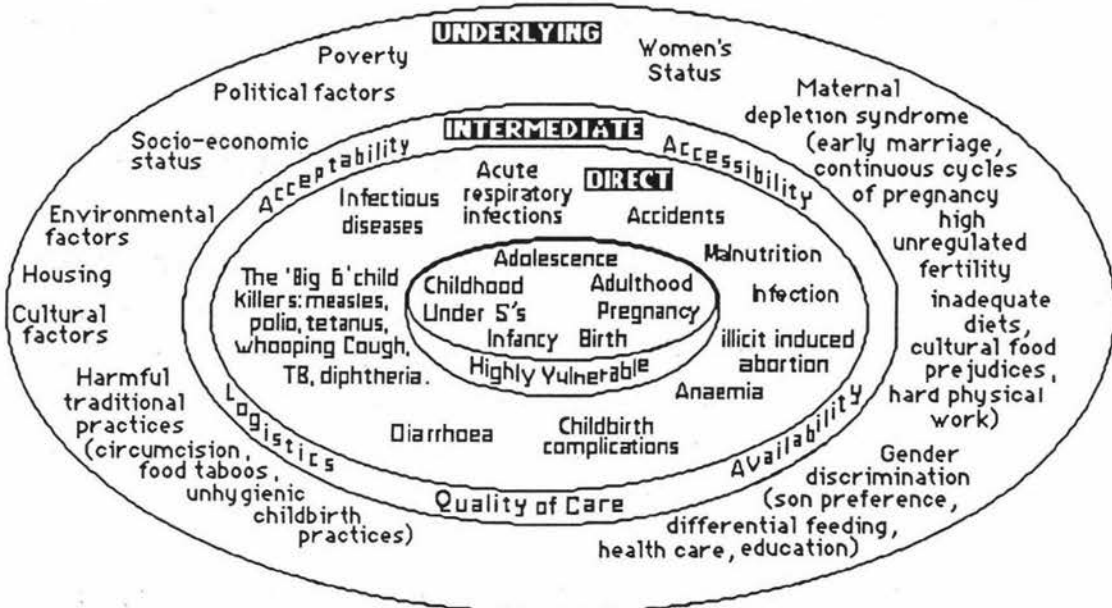 UNDERLYING
Poverty
Women's
Status
Political factors
Maternal
depletion syndrome
(early marriage,
continuous cycles
of pregnancy
high
unregulated
fertility
inadequate
diets,
cultural food
prejudices,
hard physical
work)
Socio-economic
status
Environmental
factors
Housing
Cultural
factors
Harmful
traditional
practices
(circumcision,
food taboos,
unhygienic
childbirth
practices)
Gender
discrimination
(son preference,
differential feeding,
health care, education)
INTERMEDIATE
Acceptability
Accessibility
Logistics
Quality of Care
Availability
DIRECT
Infectious
diseases
Acute
respiratory
infections
Accidents
Malnutrition
Infection
illicit induced
abortion
Anaemia
Childbirth
complications
Diarrhoea
The 'Big 6' child
killers: measles,
polio, tetanus,
whooping Cough,
TB, diphtheria.
Adolescence
Childhood
Adulthood
Under 5's
Pregnancy
Infancy
Birth
Highly Vulnerable